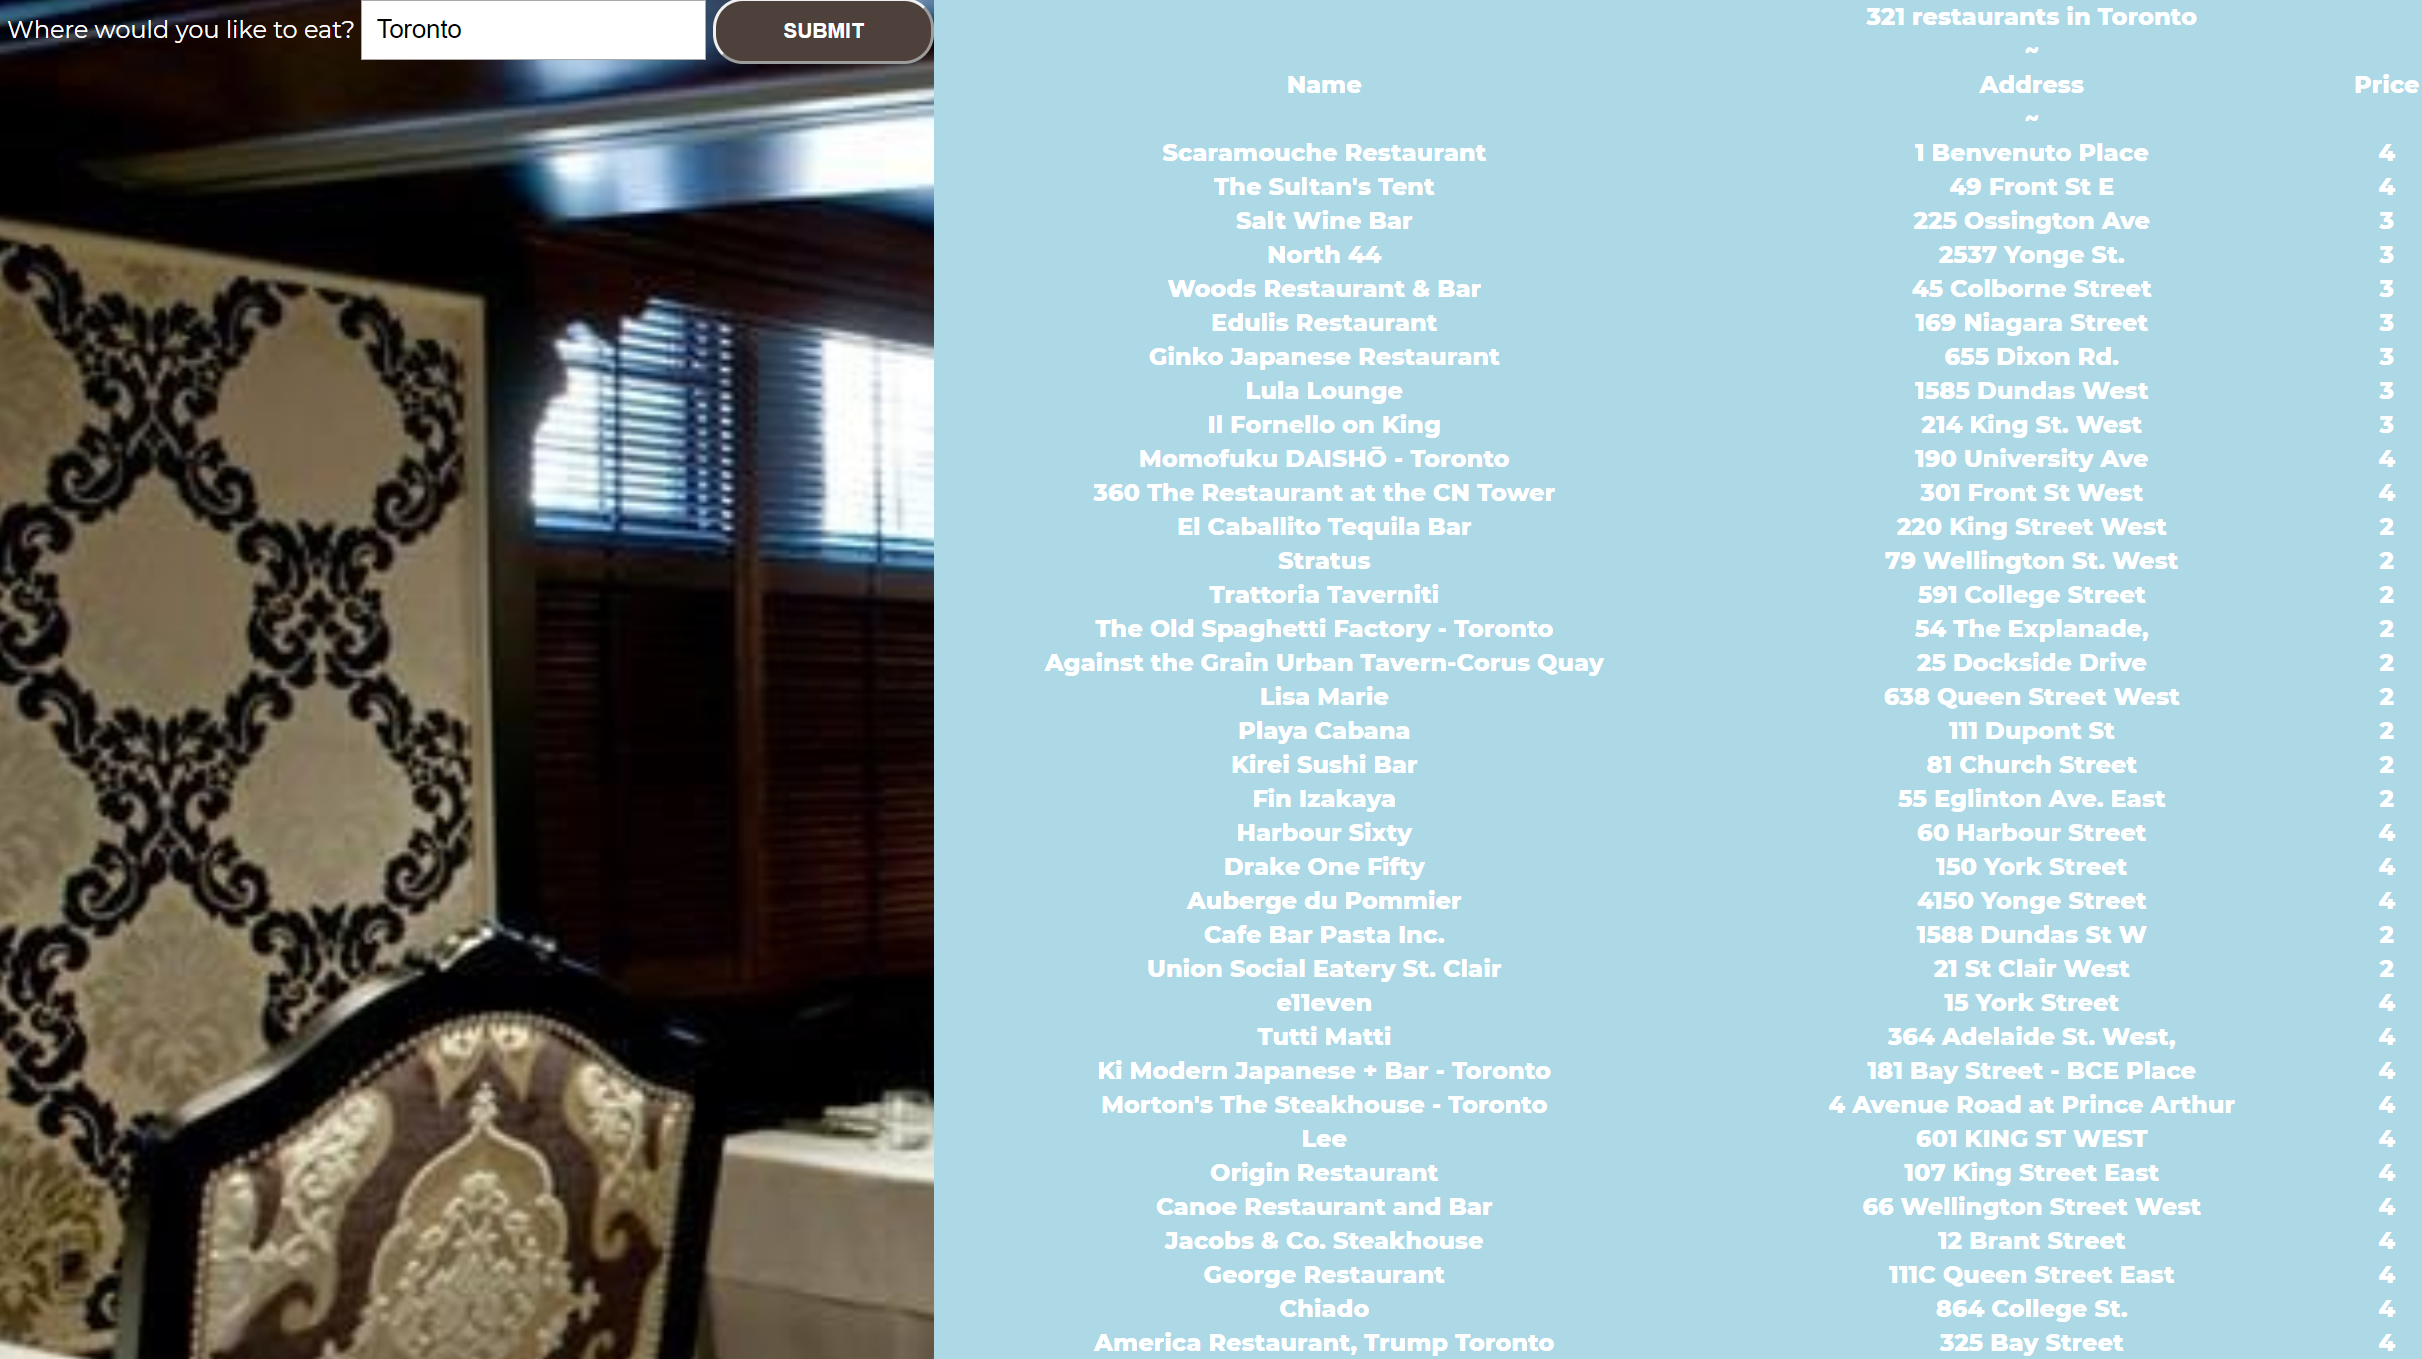 Where would you like to eat? Toronto SUBMIT
321 restaurants in Toronto
~
Name Address Price
~
Scaramouche Restaurant 1 Benvenuto Place 4
The Sultan's Tent 49 Front St E 4
Salt Wine Bar 225 Ossington Ave 3
North 44 2537 Yonge St. 3
Woods Restaurant & Bar 45 Colborne Street 3
Edulis Restaurant 169 Niagara Street 3
Ginko Japanese Restaurant 655 Dixon Rd. 3
Lula Lounge 1585 Dundas West 3
Il Fornello on King 214 King St. West 3
Momofuku DAISHŌ - Toronto 190 University Ave 4
360 The Restaurant at the CN Tower 301 Front St West 4
El Caballito Tequila Bar 220 King Street West 2
Stratus 79 Wellington St. West 2
Trattoria Taverniti 591 College Street 2
The Old Spaghetti Factory - Toronto 54 The Explanade, 2
Against the Grain Urban Tavern-Corus Quay 25 Dockside Drive 2
Lisa Marie 638 Queen Street West 2
Playa Cabana 111 Dupont St 2
Kirei Sushi Bar 81 Church Street 2
Fin Izakaya 55 Eglinton Ave. East 2
Harbour Sixty 60 Harbour Street 4
Drake One Fifty 150 York Street 4
Auberge du Pommier 4150 Yonge Street 4
Cafe Bar Pasta Inc. 1588 Dundas St W 2
Union Social Eatery St. Clair 21 St Clair West 2
e11even 15 York Street 4
Tutti Matti 364 Adelaide St. West, 4
Ki Modern Japanese + Bar - Toronto 181 Bay Street - BCE Place 4
Morton's The Steakhouse - Toronto 4 Avenue Road at Prince Arthur 4
Lee 601 KING ST WEST 4
Origin Restaurant 107 King Street East 4
Canoe Restaurant and Bar 66 Wellington Street West 4
Jacobs & Co. Steakhouse 12 Brant Street 4
George Restaurant 111C Queen Street East 4
Chiado 864 College St. 4
America Restaurant, Trump Toronto 325 Bay Street 4